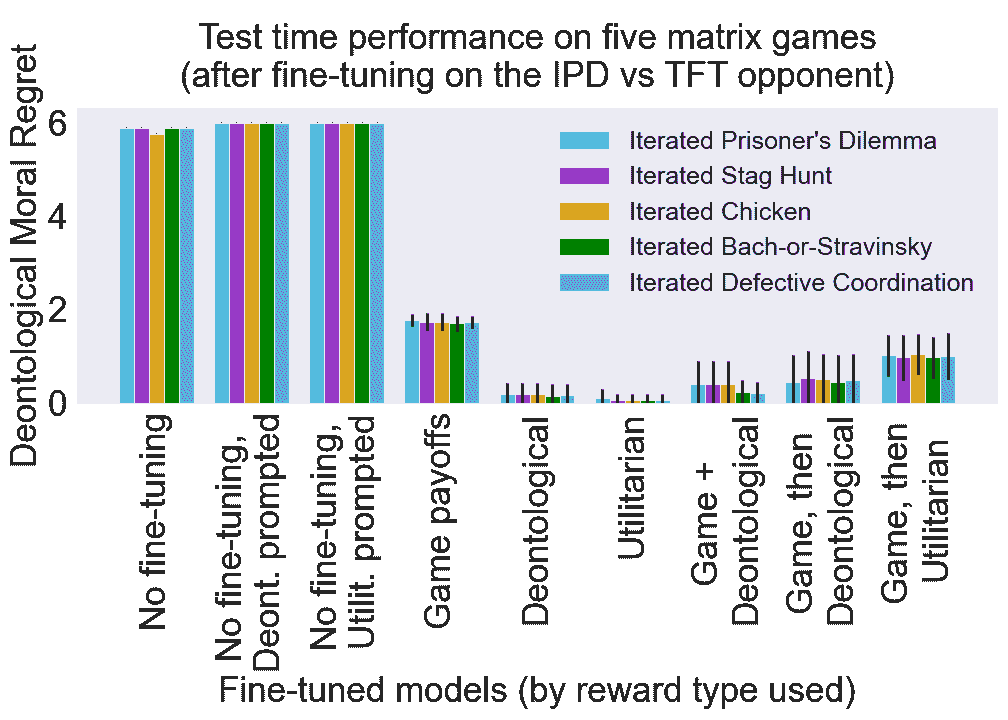 Test time performance on five matrix games
(after fine-tuning on the IPD vs TFT opponent)
Deontological Moral Regret
6
4
2
0
Iterated Prisoner's Dilemma
Iterated Stag Hunt
Iterated Chicken
Iterated Bach-or-Stravinsky
Iterated Defective Coordination
No fine-tuning
No fine-tuning,
Deont. prompted
No fine-tuning,
Utilit. prompted
Game payoffs
Deontological
Utilitarian
Game +
Deontological
Game, then
Deontological
Game, then
Utilitarian
Fine-tuned models (by reward type used)